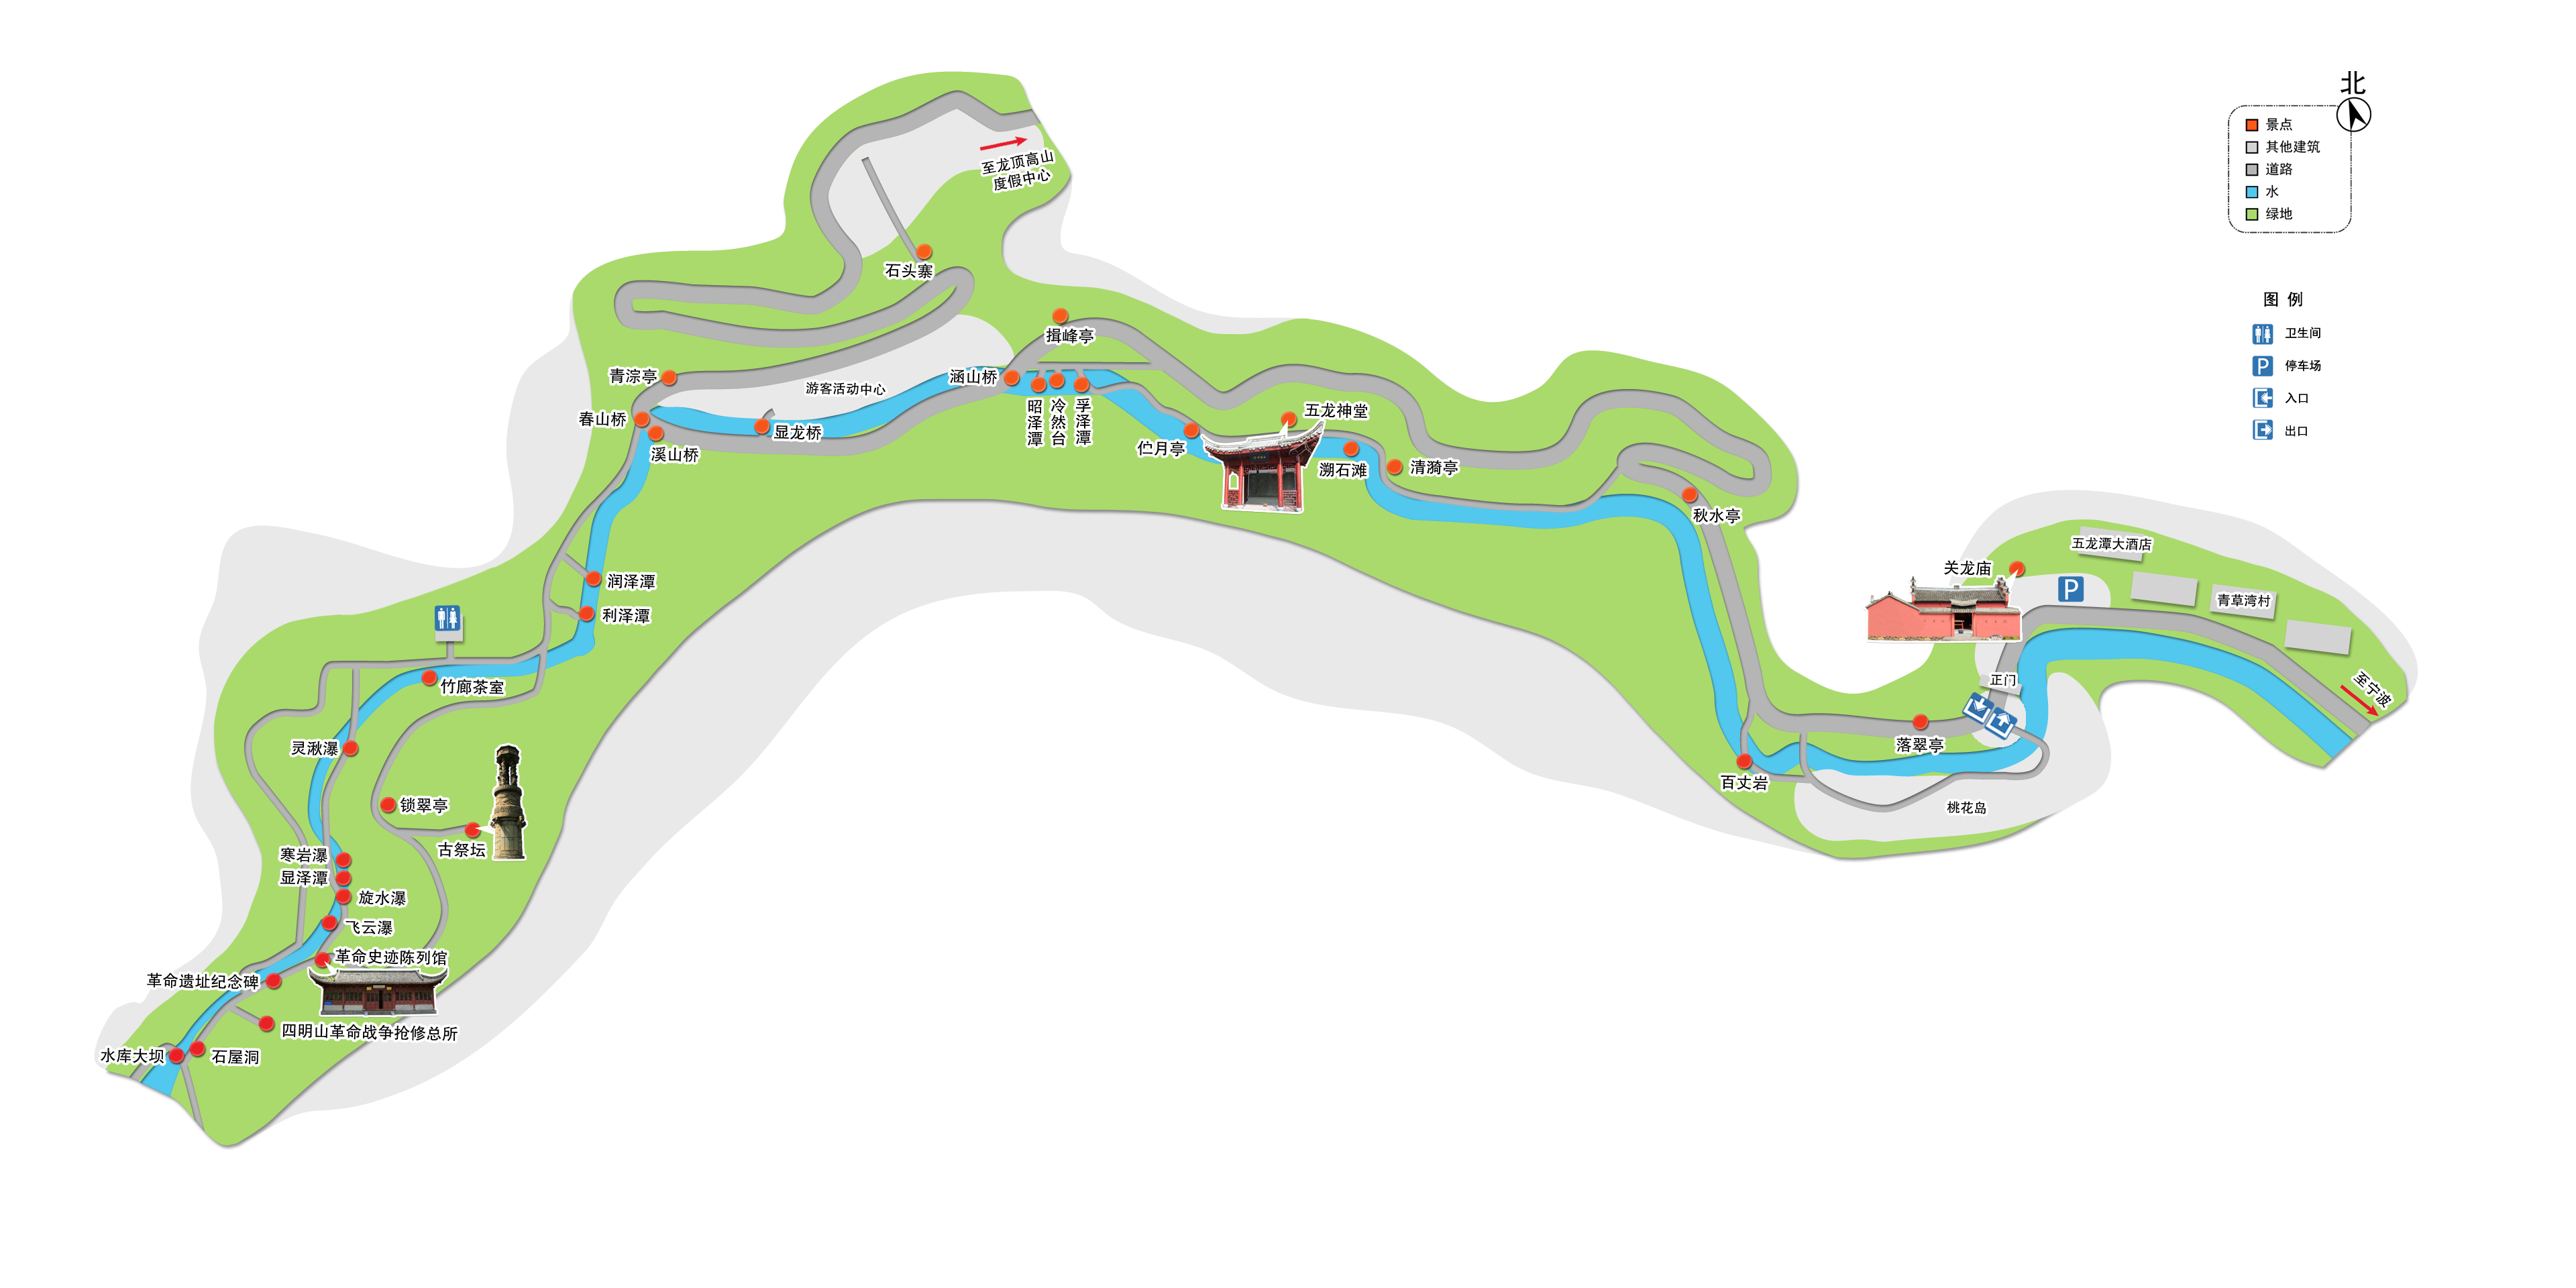 北
景点
其他建筑
道路
水
绿地
图 例
卫生间
停车场
入口
出口
至龙顶高山
度假中心
石头寨
揖峰亭
青淙亭
游客活动中心
涵山桥
春山桥
显龙桥
溪山桥
昭泽潭
冷然台
孚泽潭
伫月亭
五龙神堂
溯石滩
清漪亭
秋水亭
五龙潭大酒店
关龙庙
P
青草湾村
正门
至宁波
落翠亭
百丈岩
桃花岛
润泽潭
利泽潭
竹廊茶室
灵湫瀑
锁翠亭
古祭坛
寒岩瀑
显泽潭
旋水瀑
飞云瀑
革命史迹陈列馆
革命遗址纪念碑
四明山革命战争抢修总所
水库大坝
石屋洞